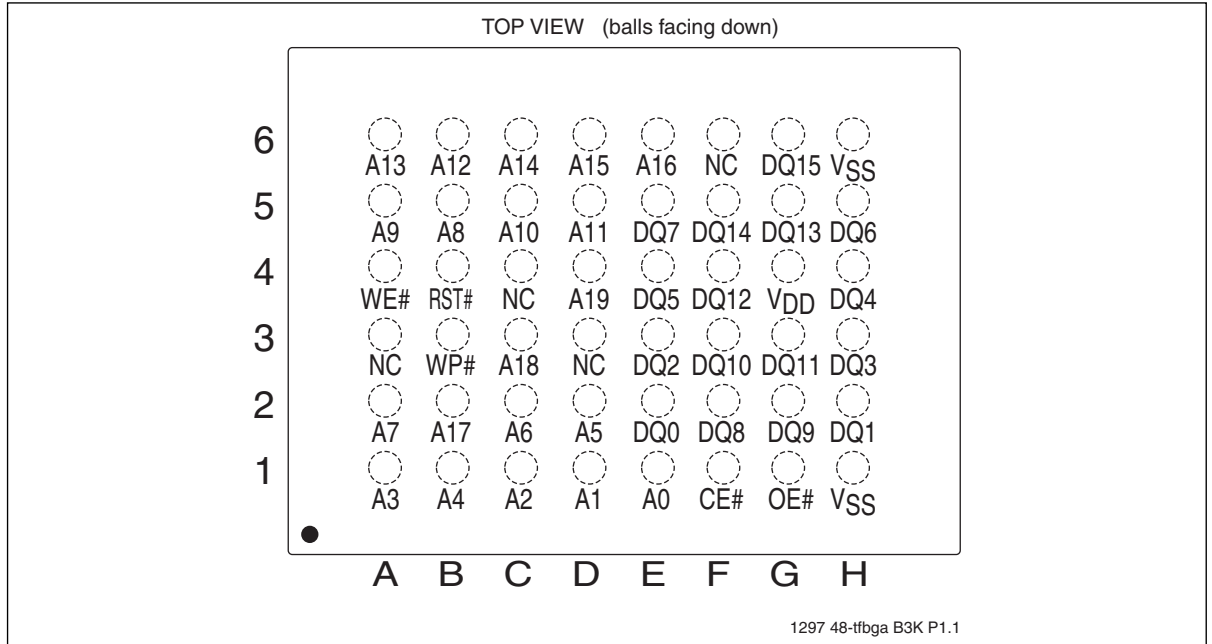 TOP VIEW (balls facing down)
6
A13 A12 A14 A15 A16 NC DQ15 VSS
5
A9 A8 A10 A11 DQ7 DQ14 DQ13 DQ6
4
WE# RST# NC A19 DQ5 DQ12 VDD DQ4
3
NC WP# A18 NC DQ2 DQ10 DQ11 DQ3
2
A7 A17 A6 A5 DQ0 DQ8 DQ9 DQ1
1
A3 A4 A2 A1 A0 CE# OE# VSS
A B C D E F G H
1297 48-tfbga B3K P1.1